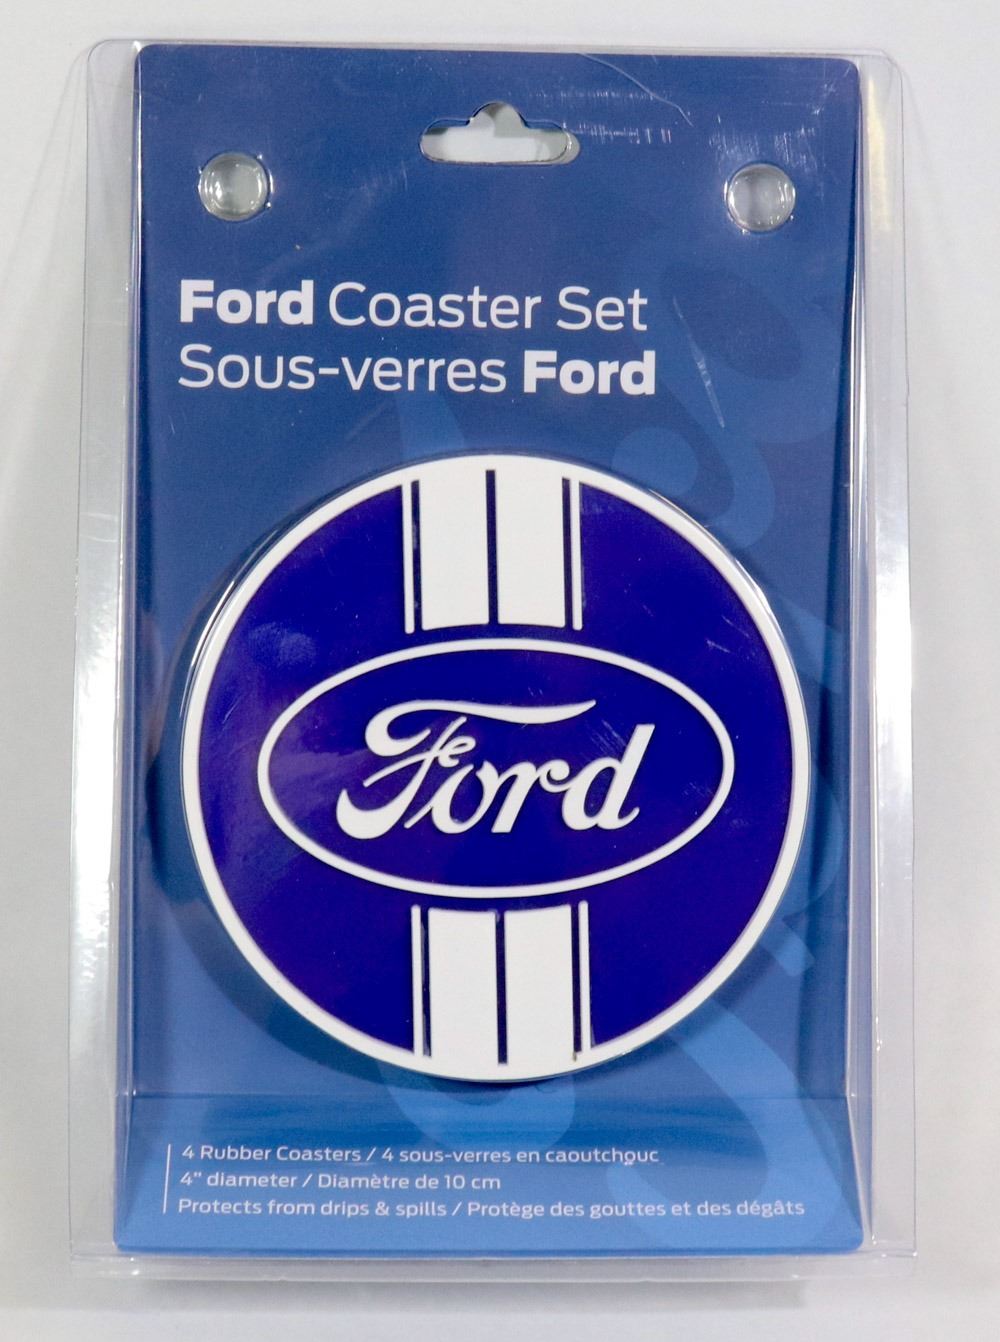 Ford Coaster Set
Sous-verres Ford
Ford
4 Rubber Coasters / 4 sous-verres en caoutchouc
4" diameter / Diamètre de 10 cm
Protects from drips & spills / Protège des gouttes et des dégâts